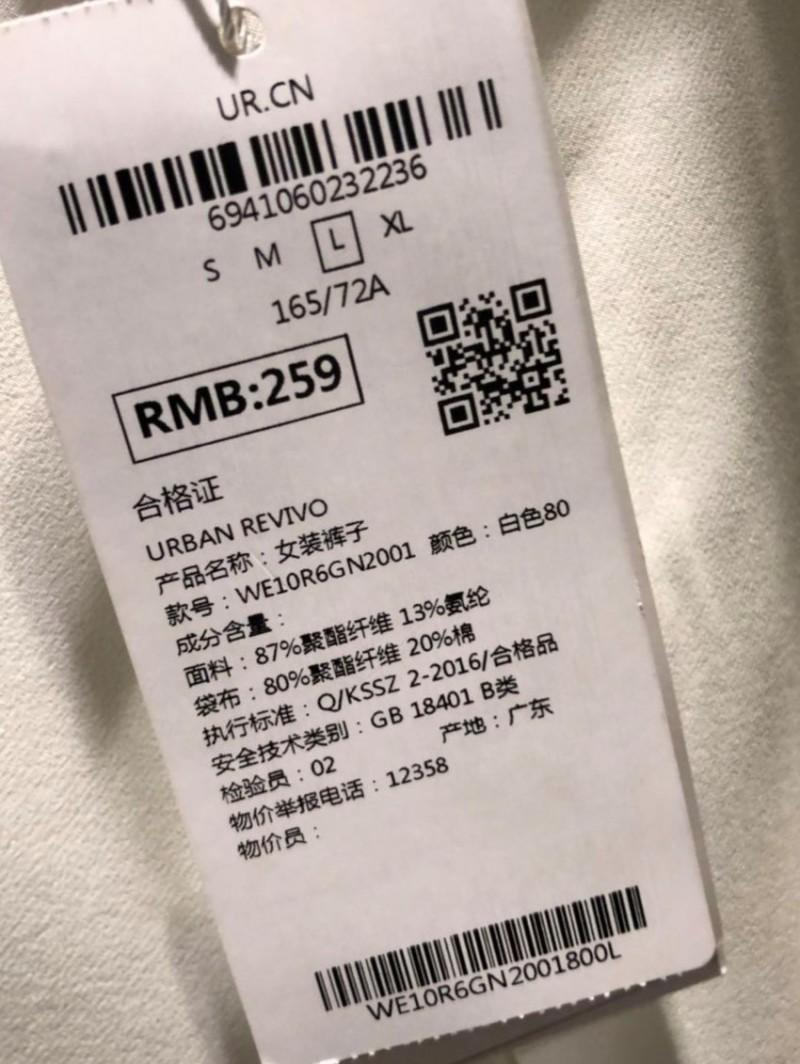 UR.CN
6941060232236
S M L XL
165/72A
RMB:259
合格证
URBAN REVIVO
产品名称：女装裤子
款号：WE10R6GN2001 颜色：白色80
成分含量：
面料：87%聚酯纤维 13%氨纶
袋布：80%聚酯纤维 20%棉
执行标准：Q/KSSZ 2-2016/合格品
安全技术类别：GB 18401 B类
检验员：02 产地：广东
物价举报电话：12358
物价员：
WE10R6GN2001800L